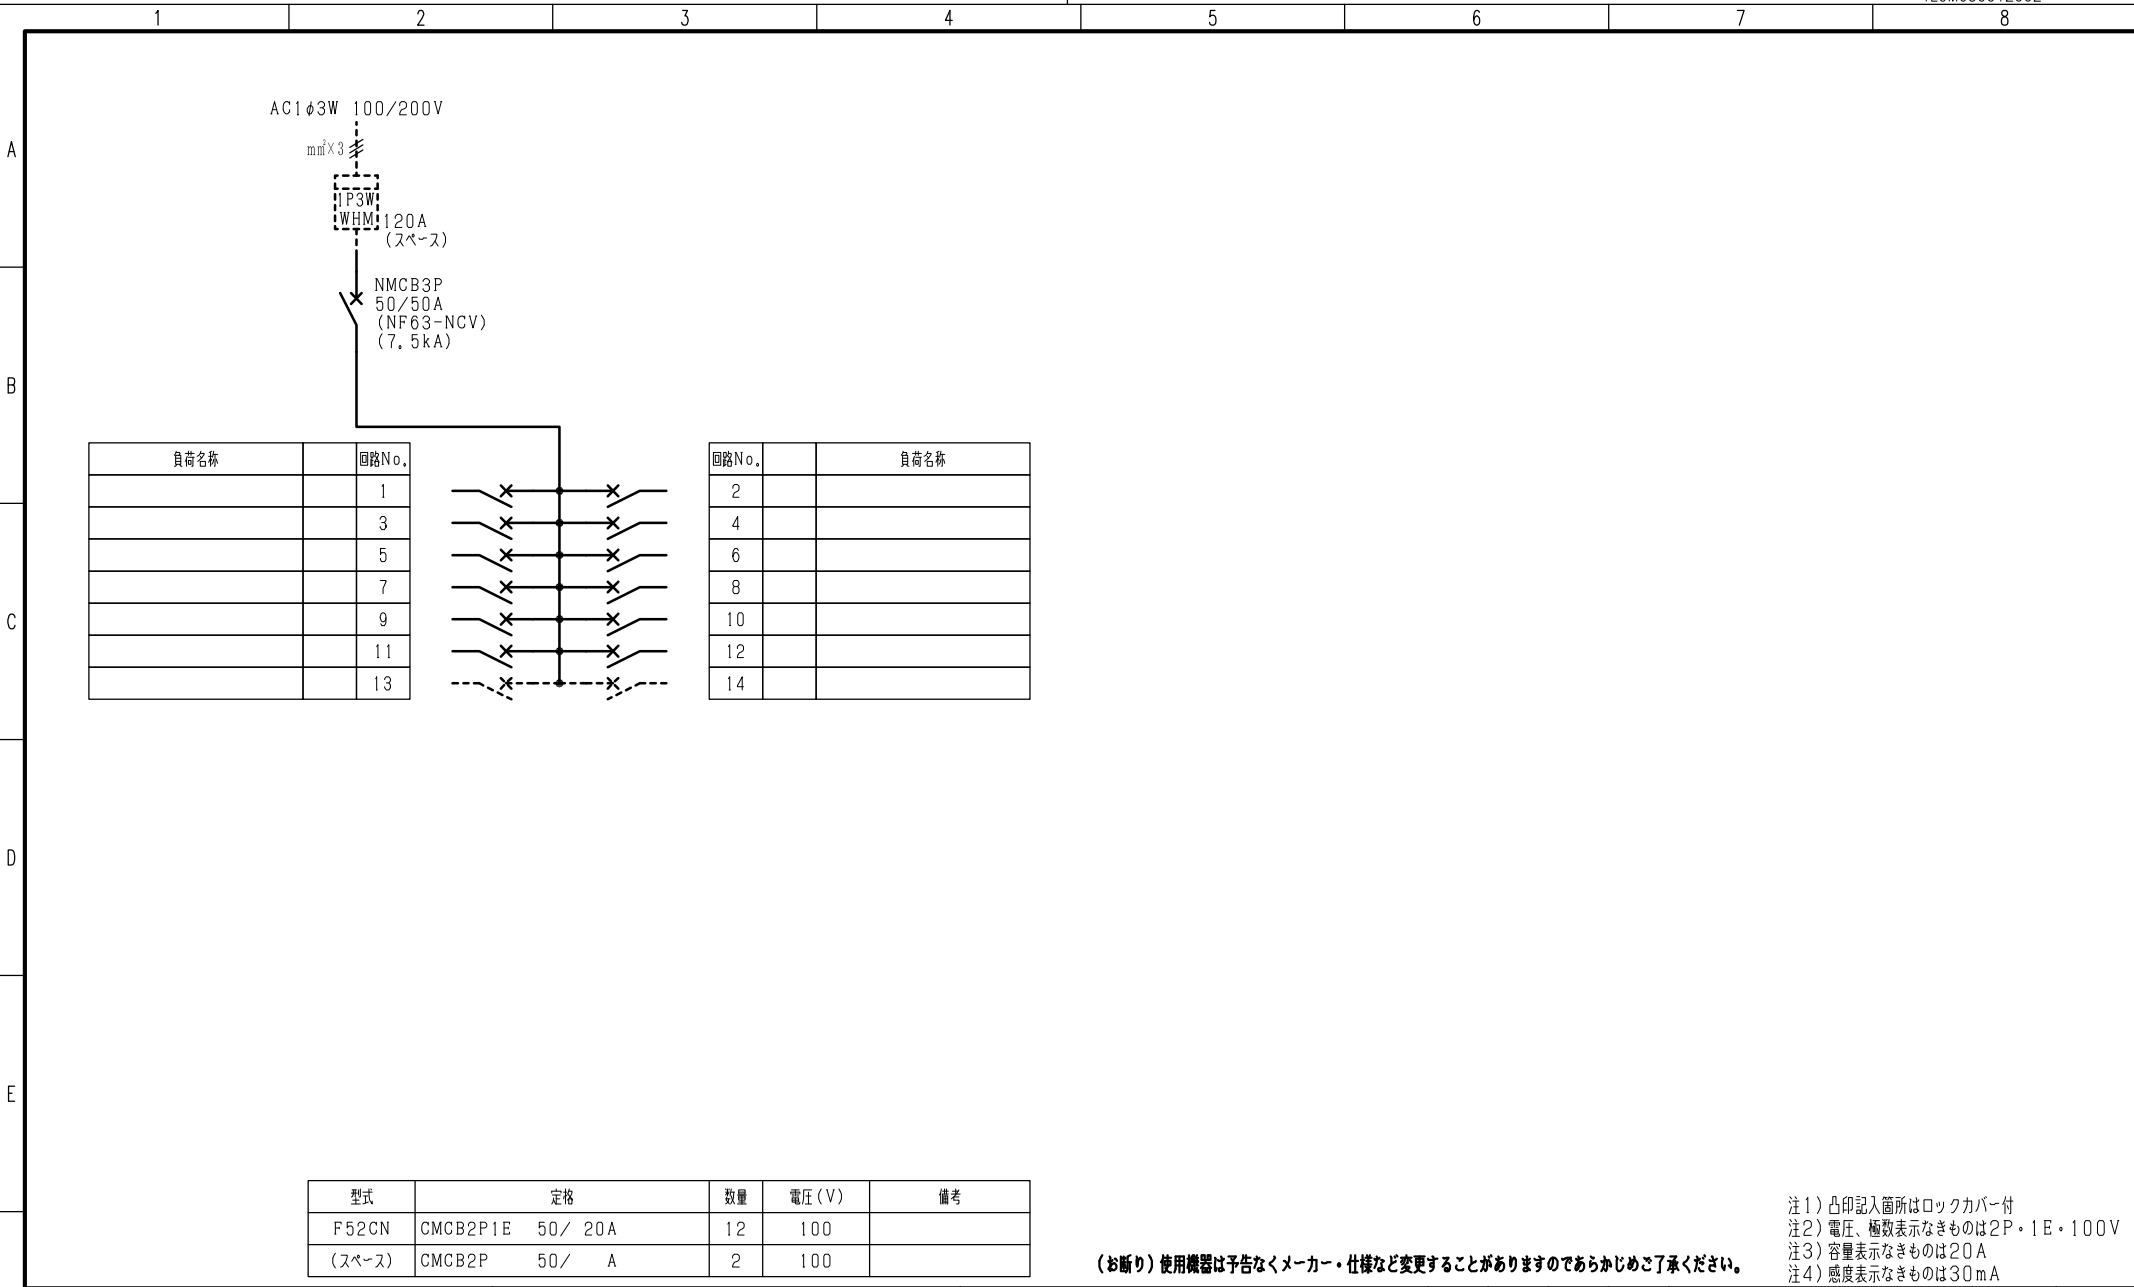 1 2 3 4 5 6 7 8
A
B
C
D
E
AC1φ3W 100/200V
mm²×3
1P3W
WHM
120A
(スペース)
NMCB3P
50/50A
(NF63-NCV)
(7.5kA)
負荷名称 回路No.
1
3
5
7
9
11
13
回路No. 負荷名称
2
4
6
8
10
12
14
型式 定格 数量 電圧(V) 備考
F52CN CMCB2P1E 50/ 20A 12 100
(スペース) CMCB2P 50/ A 2 100
(お断り)使用機器は予告なくメーカー・仕様など変更することがありますのであらかじめご了承ください。
注1)凸印記入箇所はロックカバー付
注2)電圧、極数表示なきものは2P・1E・100V
注3)容量表示なきものは20A
注4)感度表示なきものは30mA